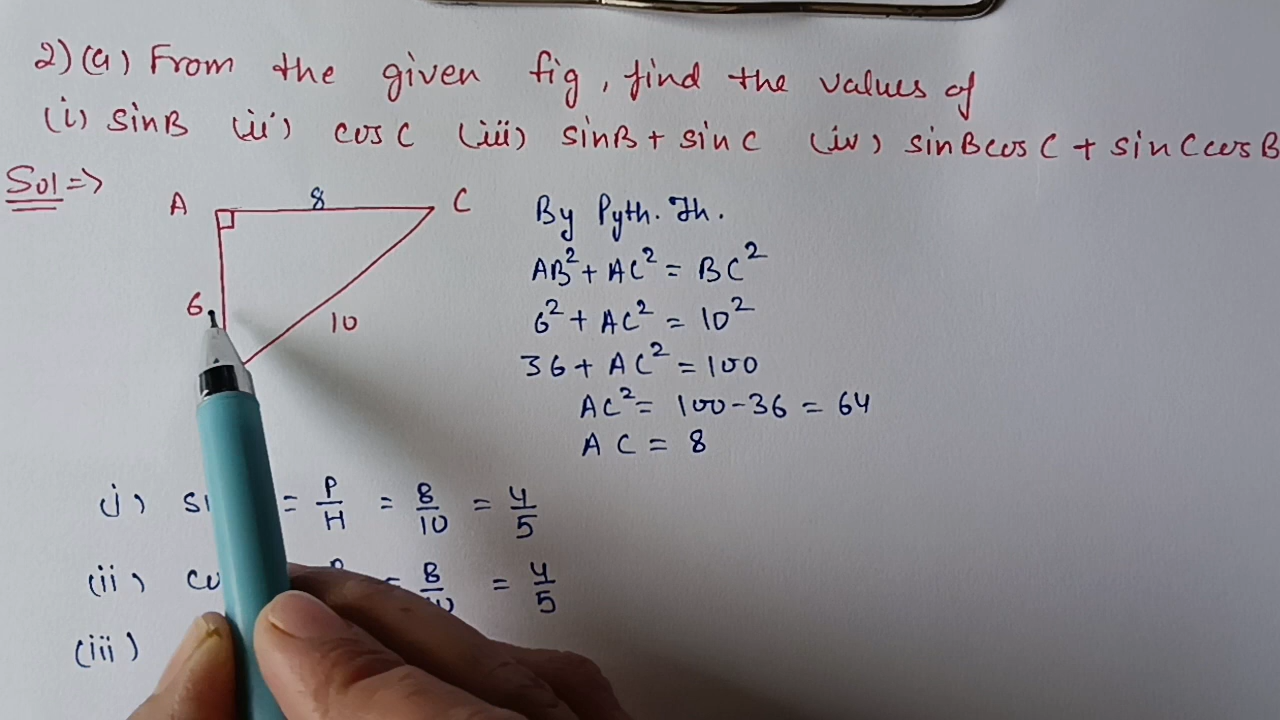 2) (a) From the given fig, find the values of
(i) sinB (ii) cosC (iii) sinB + sinC (iv) sinBcosC + sinCcosB
Sol =>
A 8 C
6 10
By Pyth. Th.
AB² + AC² = BC²
6² + AC² = 10²
36 + AC² = 100
AC² = 100 - 36 = 64
AC = 8
i) = P/H = 8/10 = 4/5
(ii) = 8/10 = 4/5
(iii)